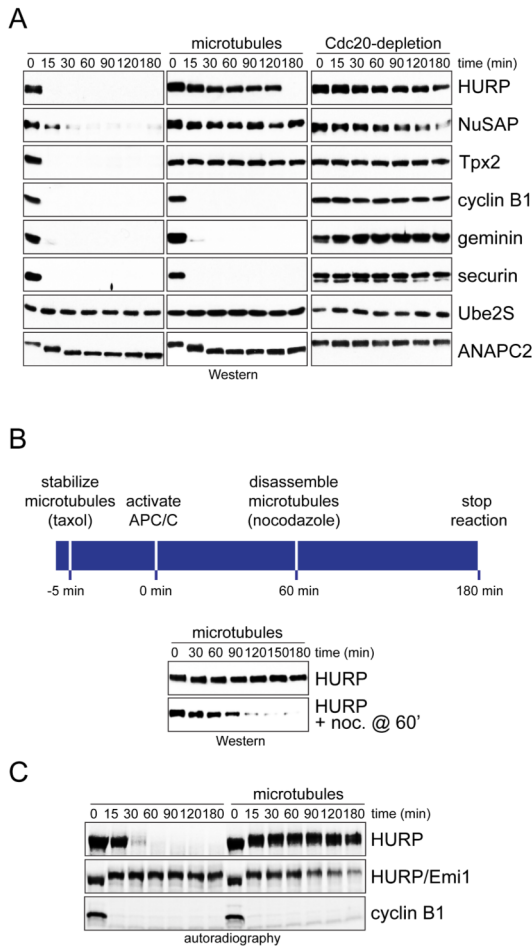 A
microtubules Cdc20-depletion
0 15 30 60 90 120 180 0 15 30 60 90 120 180 0 15 30 60 90 120 180 time (min)
HURP
NuSAP
Tpx2
cyclin B1
geminin
securin
Ube2S
ANAPC2
Western
B
stabilize microtubules (taxol)
activate APC/C
disassemble microtubules (nocodazole)
stop reaction
-5 min 0 min 60 min 180 min
microtubules
0 30 60 90 120 150 180 time (min)
HURP
HURP
+ noc. @ 60'
Western
C
microtubules
0 15 30 60 90 120 180 0 15 30 60 90 120 180 time (min)
HURP
HURP/Emi1
cyclin B1
autoradiography